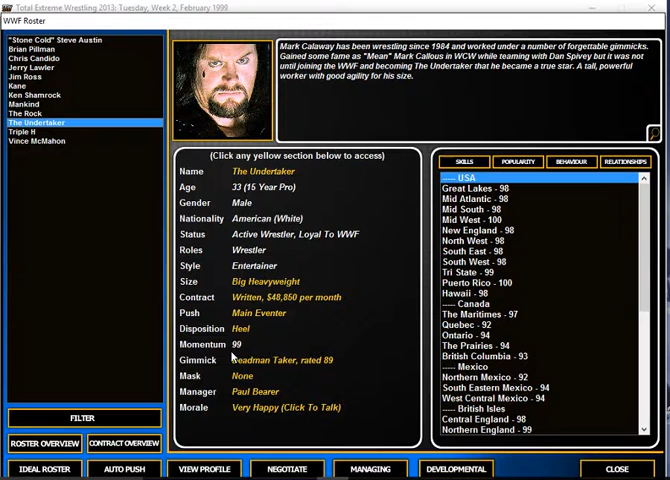 Total Extreme Wrestling 2013: Tuesday, Week 2, February 1999
WWF Roster
"Stone Cold" Steve Austin
Brian Pillman
Chris Candido
Jerry Lawler
Jim Ross
Kane
Ken Shamrock
Mankind
The Rock
The Undertaker
Triple H
Vince McMahon
Mark Calaway has been wrestling since 1984 and worked under a number of forgettable gimmicks.
Gained some fame as "Mean" Mark Callous in WCW while teaming with Dan Spivey but it was not
until joining the WWF and becoming The Undertaker that he became a true star. A tall, powerful
worker with good agility for his size.
(Click any yellow section below to access)
Name The Undertaker
Age 33 (15 Year Pro)
Gender Male
Nationality American (White)
Status Active Wrestler, Loyal To WWF
Roles Wrestler
Style Entertainer
Size Big Heavyweight
Contract Written, $48,850 per month
Push Main Eventer
Disposition Heel
Momentum 99
Gimmick Deadman Taker, rated 89
Mask None
Manager Paul Bearer
Morale Very Happy (Click To Talk)
SKILLS POPULARITY BEHAVIOUR RELATIONSHIPS
----- USA
Great Lakes - 98
Mid Atlantic - 98
Mid South - 98
Mid West - 100
New England - 98
North West - 98
South East - 98
South West - 98
Tri State - 99
Puerto Rico - 100
Hawaii - 98
----- Canada
The Maritimes - 97
Quebec - 92
Ontario - 94
The Prairies - 94
British Columbia - 93
----- Mexico
Northern Mexico - 92
South Eastern Mexico - 94
West Central Mexico - 94
----- British Isles
Central England - 98
Northern England - 99
FILTER
ROSTER OVERVIEW CONTRACT OVERVIEW
IDEAL ROSTER AUTO PUSH VIEW PROFILE NEGOTIATE MANAGING DEVELOPMENTAL CLOSE